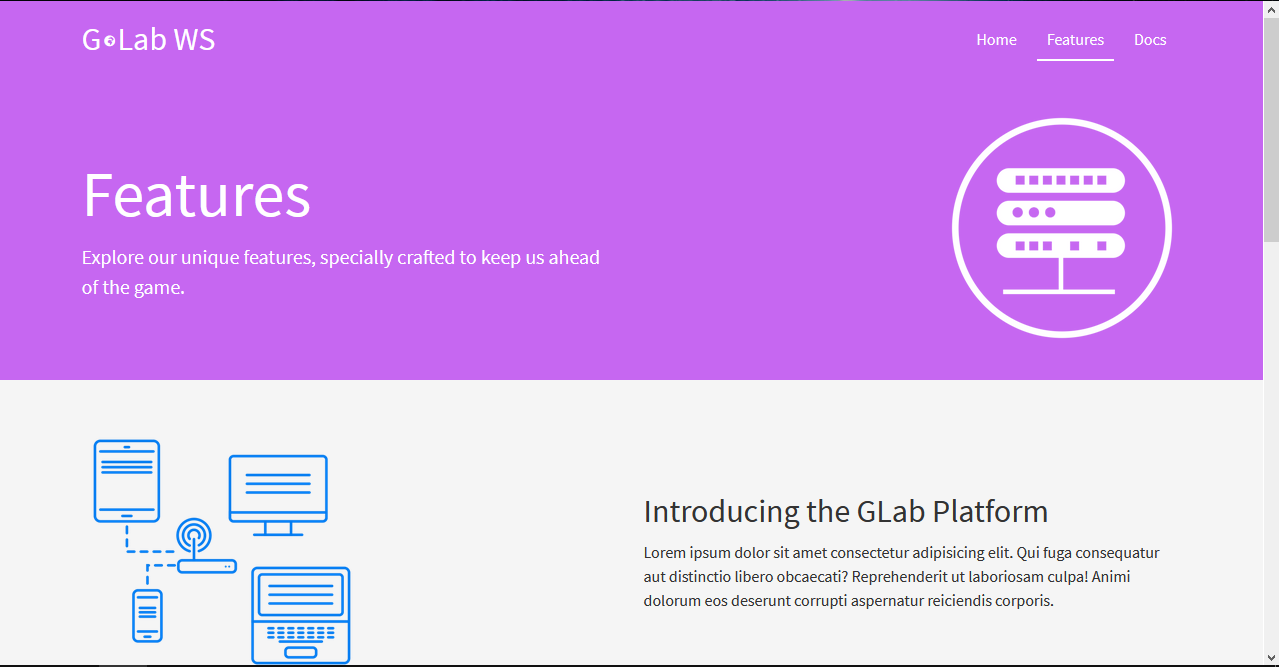 GLab WS
Home Features Docs
Features
Explore our unique features, specially crafted to keep us ahead
of the game.
Introducing the GLab Platform
Lorem ipsum dolor sit amet consectetur adipisicing elit. Qui fuga consequatur
aut distinctio libero obcaecati? Reprehenderit ut laboriosam culpa! Animi
dolorum eos deserunt corrupti aspernatur reiciendis corporis.